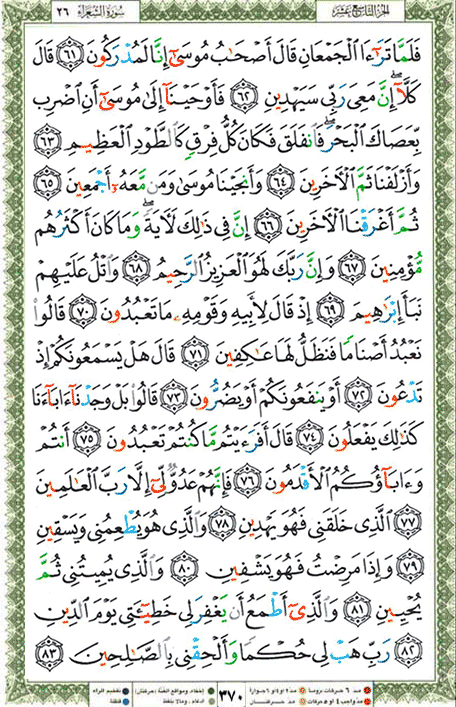 الجزء التاسع عشر
سورة الشعراء ٢٦
فَلَمَّا تَرَٰٓءَا ٱلْجَمْعَانِ قَالَ أَصْحَٰبُ مُوسَىٰٓ إِنَّا لَمُدْرَكُونَ ٦١ قَالَ
كَلَّآ ۖ إِنَّ مَعِىَ رَبِّى سَيَهْدِينِ ٦٢ فَأَوْحَيْنَآ إِلَىٰ مُوسَىٰٓ أَنِ ٱضْرِب
بِّعَصَاكَ ٱلْبَحْرَ ۖ فَٱنفَلَقَ فَكَانَ كُلُّ فِرْقٍ كَٱلطَّوْدِ ٱلْعَظِيمِ ٦٣
وَأَزْلَفْنَا ثَمَّ ٱلْءَاخَرِينَ ٦٤ وَأَنجَيْنَا مُوسَىٰ وَمَن مَّعَهُۥٓ أَجْمَعِينَ ٦٥
ثُمَّ أَغْرَقْنَا ٱلْءَاخَرِينَ ٦٦ إِنَّ فِى ذَٰلِكَ لَءَايَةً ۖ وَمَا كَانَ أَكْثَرُهُم
مُّؤْمِنِينَ ٦٧ وَإِنَّ رَبَّكَ لَهُوَ ٱلْعَزِيزُ ٱلرَّحِيمُ ٦٨ وَٱتْلُ عَلَيْهِمْ
نَبَأَ إِبْرَٰهِيمَ ٦٩ إِذْ قَالَ لِأَبِيهِ وَقَوْمِهِۦ مَا تَعْبُدُونَ ٧٠ قَالُوا۟
نَعْبُدُ أَصْنَامًا فَنَظَلُّ لَهَا عَٰكِفِينَ ٧١ قَالَ هَلْ يَسْمَعُونَكُمْ إِذْ
تَدْعُونَ ٧٢ أَوْ يَنفَعُونَكُمْ أَوْ يَضُرُّونَ ٧٣ قَالُوا۟ بَلْ وَجَدْنَآ ءَابَآءَنَا
كَذَٰلِكَ يَفْعَلُونَ ٧٤ قَالَ أَفَرَءَيْتُم مَّا كُنتُمْ تَعْبُدُونَ ٧٥ أَنتُمْ
وَءَابَآؤُكُمُ ٱلْأَقْدَمُونَ ٧٦ فَإِنَّهُمْ عَدُوٌّ لِّىٓ إِلَّا رَبَّ ٱلْعَٰلَمِينَ
٧٧ ٱلَّذِى خَلَقَنِى فَهُوَ يَهْدِينِ ٧٨ وَٱلَّذِى هُوَ يُطْعِمُنِى وَيَسْقِينِ
٧٩ وَإِذَا مَرِضْتُ فَهُوَ يَشْفِينِ ٨٠ وَٱلَّذِى يُمِيتُنِى ثُمَّ
يُحْيِينِ ٨١ وَٱلَّذِىٓ أَطْمَعُ أَن يَغْفِرَ لِى خَطِيٓـَٔتِى يَوْمَ ٱلدِّينِ
٨٢ رَبِّ هَبْ لِى حُكْمًا وَأَلْحِقْنِى بِٱلصَّٰلِحِينَ ٨٣
٣٧٠